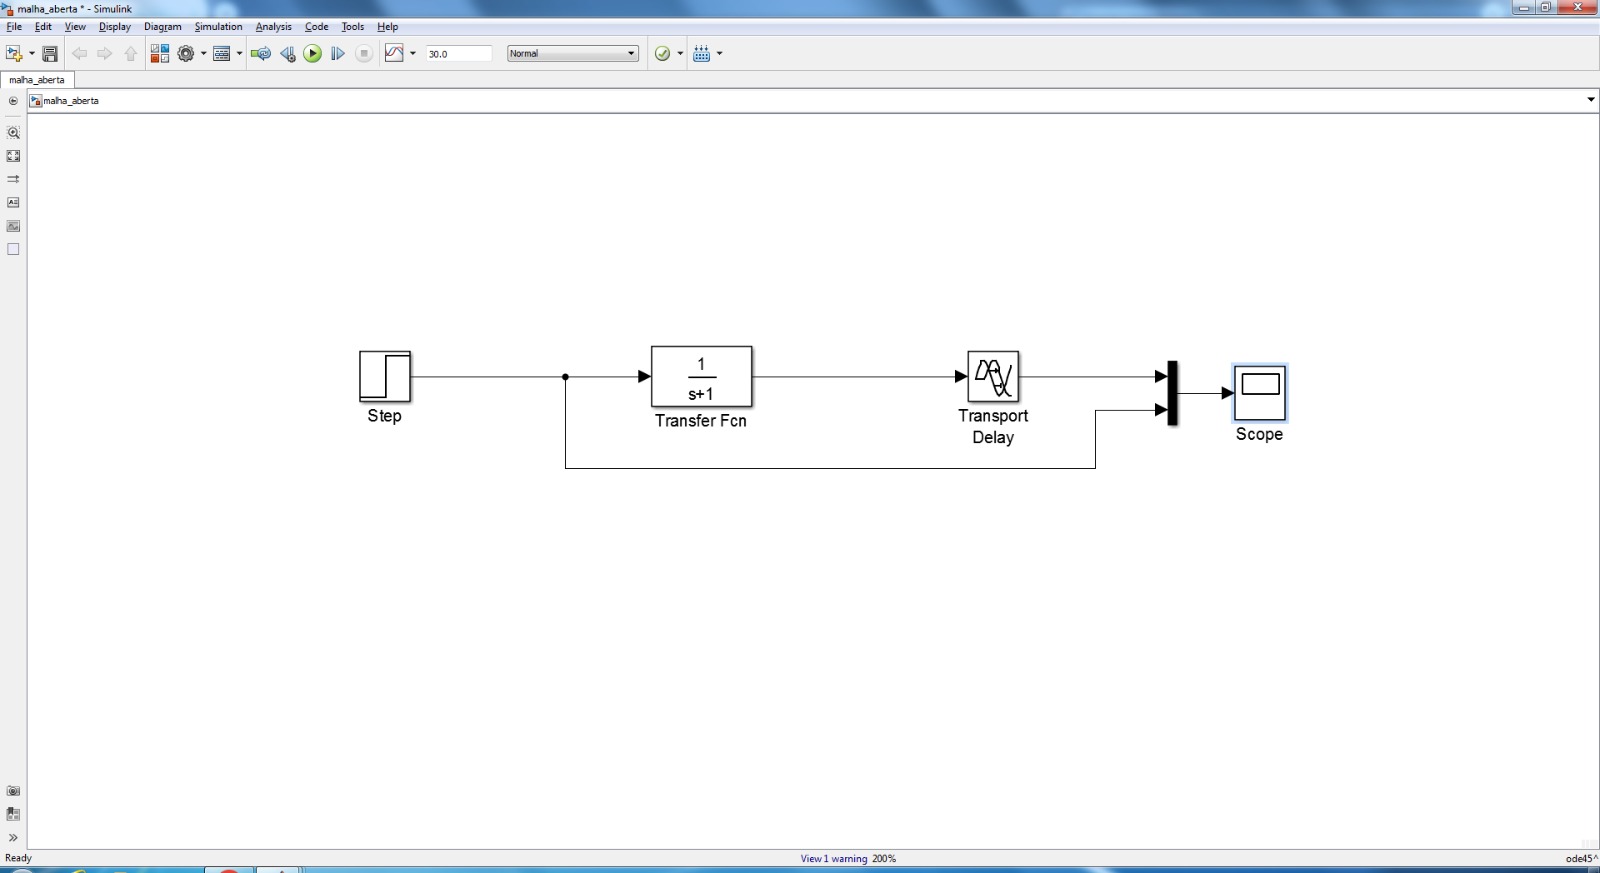 malha_aberta * - Simulink
File Edit View Display Diagram Simulation Analysis Code Tools Help
30.0 Normal
malha_aberta
malha_aberta
1
s+1
Step
Transfer Fcn
Transport
Delay
Scope
Ready View 1 warning 200% ode45^